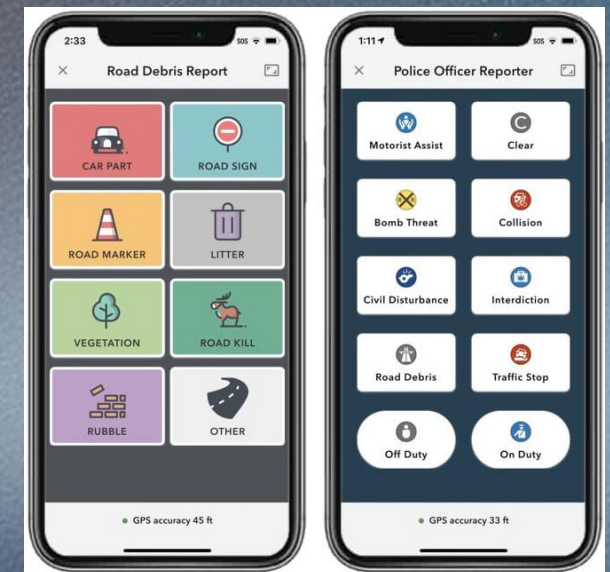 2:33
SOS
× Road Debris Report
CAR PART
ROAD SIGN
ROAD MARKER
LITTER
VEGETATION
ROAD KILL
RUBBLE
OTHER
GPS accuracy 45 ft
1:11
SOS
× Police Officer Reporter
Motorist Assist
C
Clear
R R
Bomb Threat
Collision
Civil Disturbance
Interdiction
Road Debris
Traffic Stop
Off Duty
On Duty
GPS accuracy 33 ft